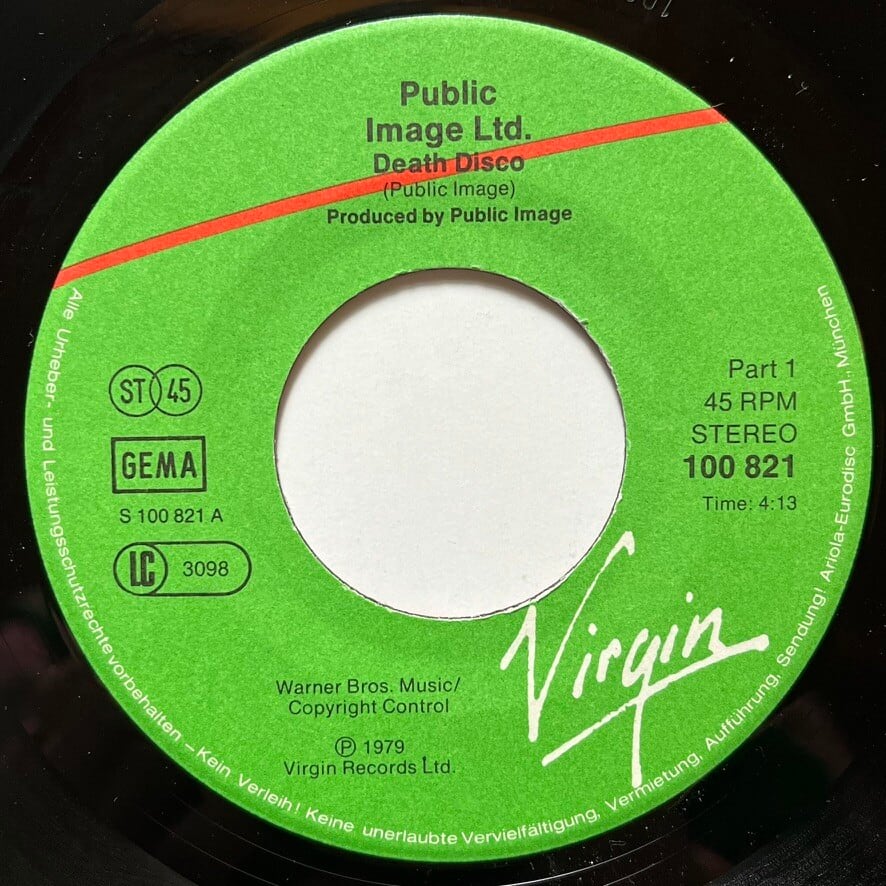 Public
Image Ltd.
Death Disco
(Public Image)
Produced by Public Image
ST 45
GEMA
S 100 821 A
LC 3098
Part 1
45 RPM
STEREO
100 821
Time: 4:13
Virgin
Warner Bros. Music/
Copyright Control
Ⓟ 1979
Virgin Records Ltd.
Alle Urheber- und Leistungsschutzrechte vorbehalten – Kein Verleih! Keine unerlaubte Vervielfältigung, Vermietung, Aufführung, Sendung! Ariola-Eurodisc GmbH, München